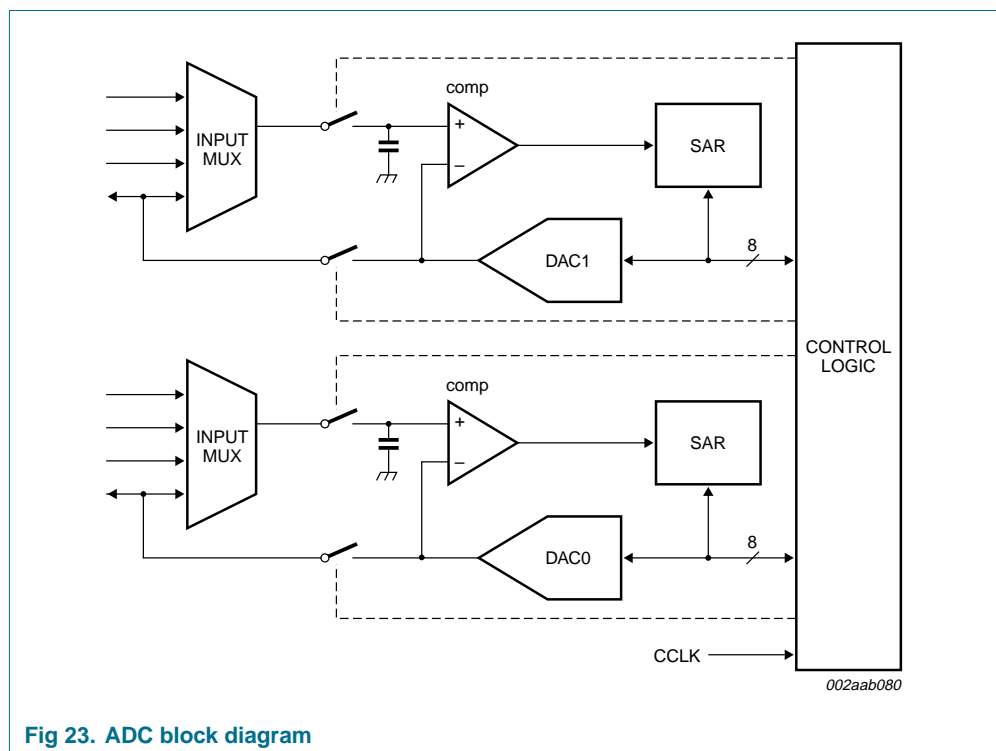 comp
INPUT
MUX
+
–
SAR
DAC1
8
CONTROL
LOGIC
comp
INPUT
MUX
+
–
SAR
DAC0
8
CCLK
002aab080
Fig 23. ADC block diagram